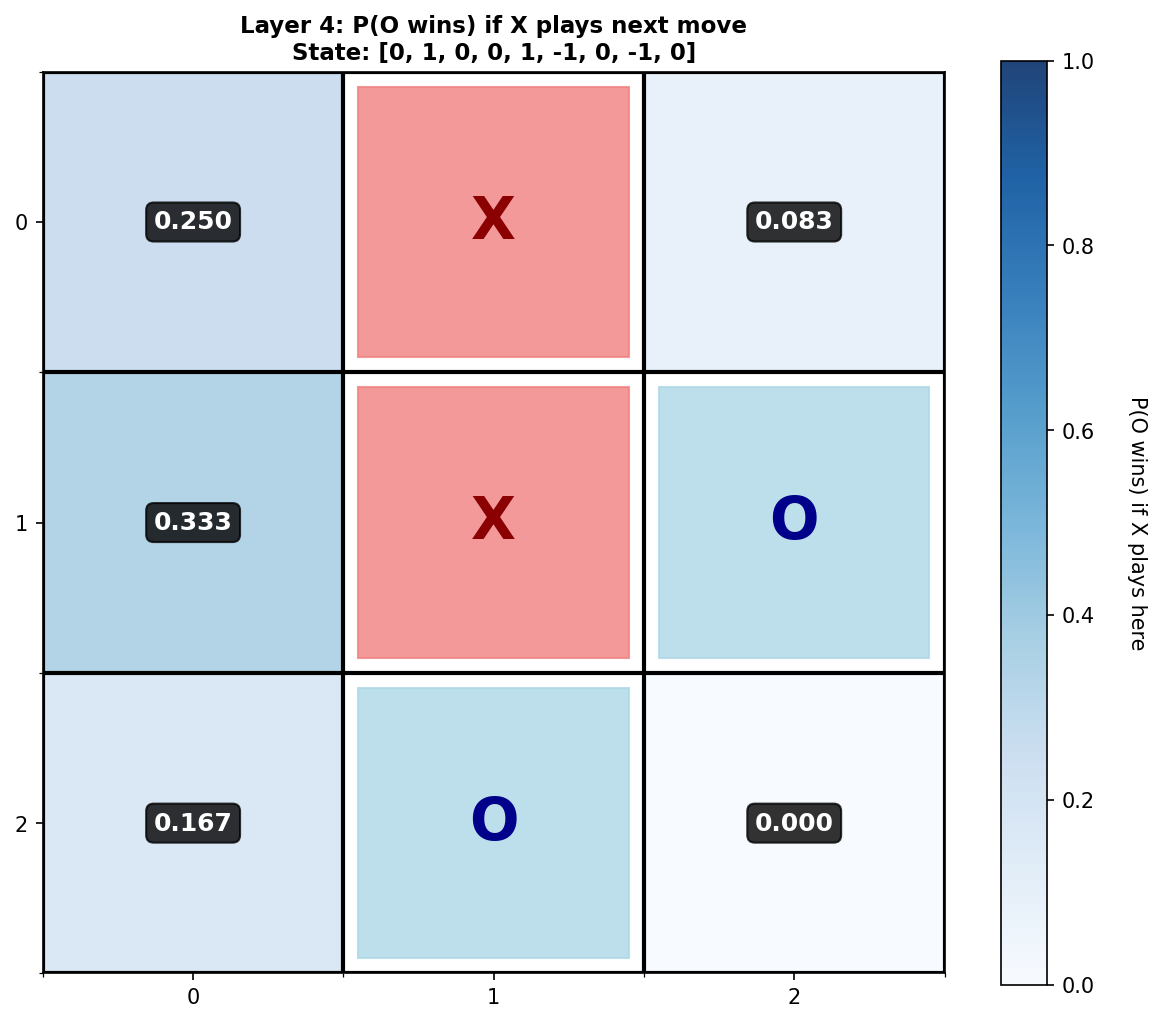 Layer 4: P(O wins) if X plays next move
State: [0, 1, 0, 0, 1, -1, 0, -1, 0]
0.250
X
0.083
0.333
X
O
0.167
O
0.000
0
1
2
0
1
2
1.0
0.8
0.6
0.4
0.2
0.0
P(O wins) if X plays here